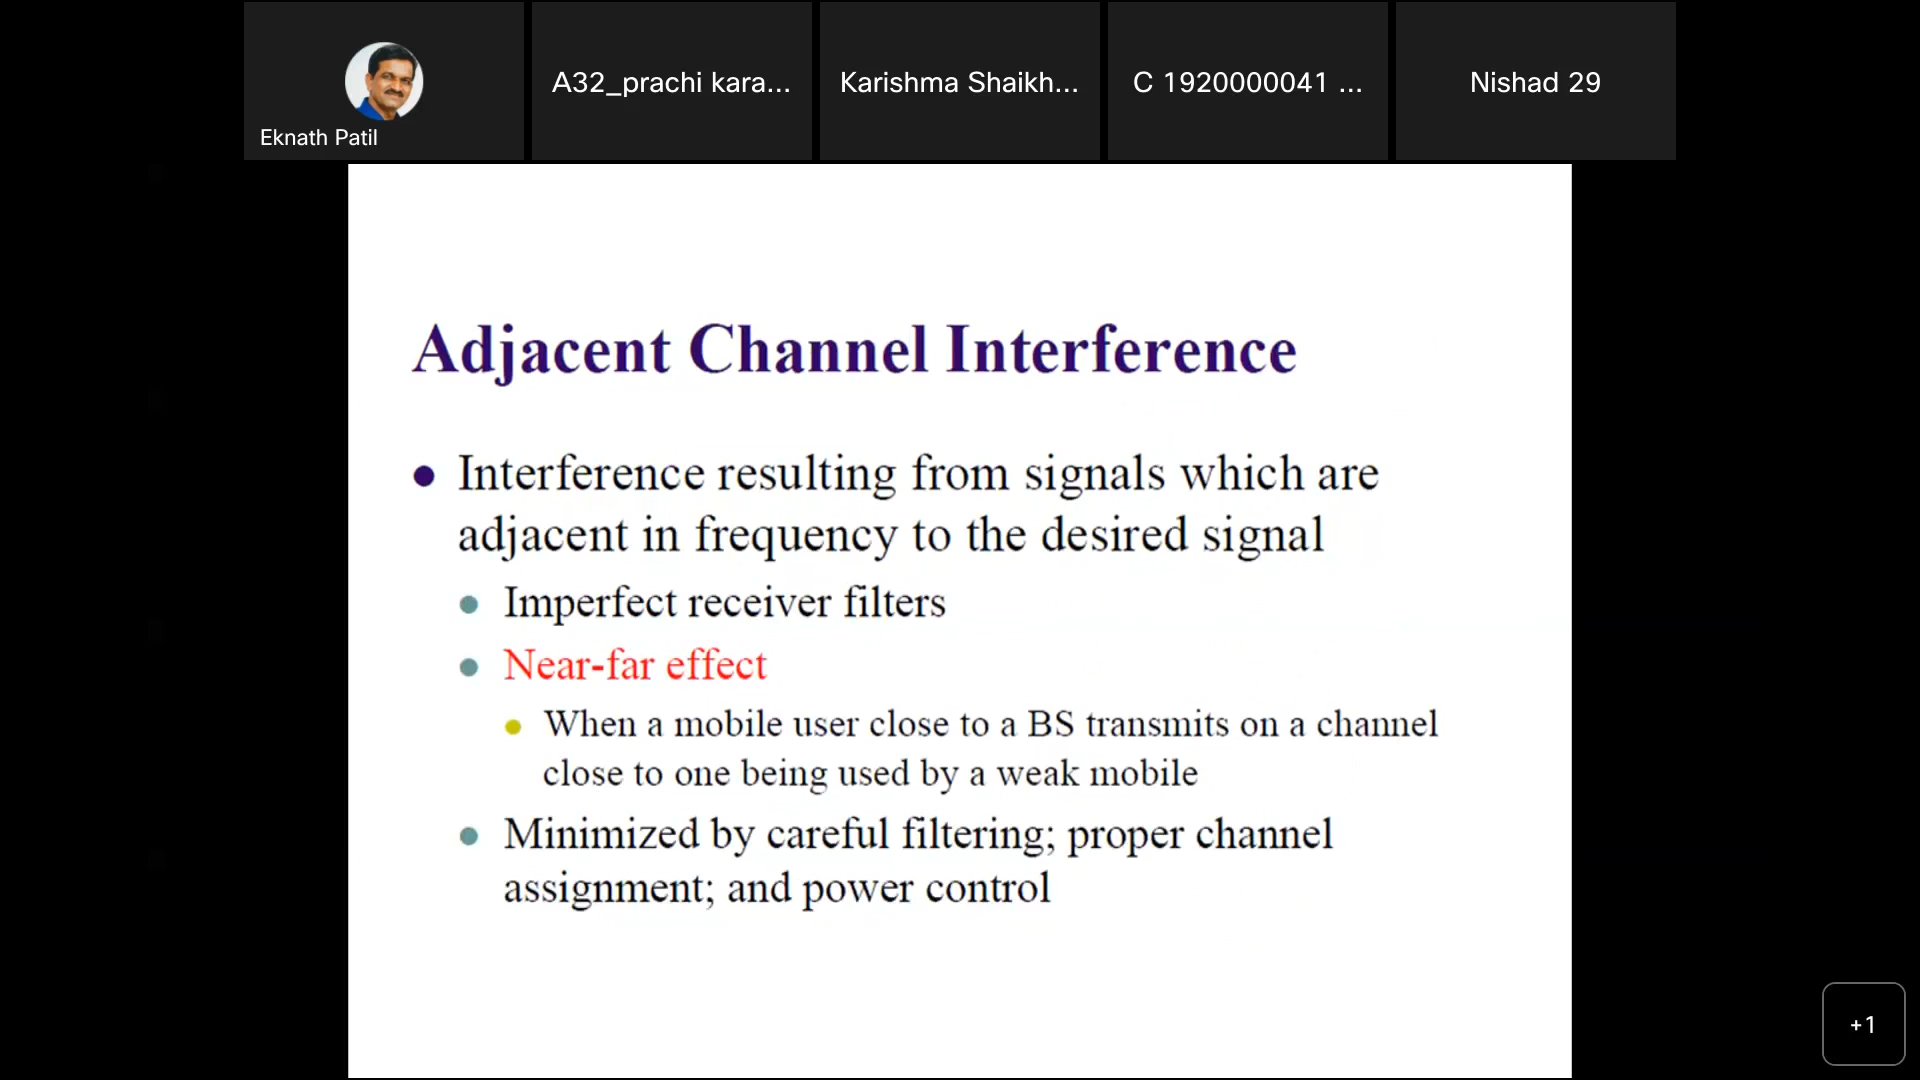 A32_prachi kara...
Karishma Shaikh...
C 1920000041 ...
Nishad 29
Eknath Patil
Adjacent Channel Interference
Interference resulting from signals which are
adjacent in frequency to the desired signal
Imperfect receiver filters
Near-far effect
When a mobile user close to a BS transmits on a channel
close to one being used by a weak mobile
Minimized by careful filtering; proper channel
assignment; and power control
+1